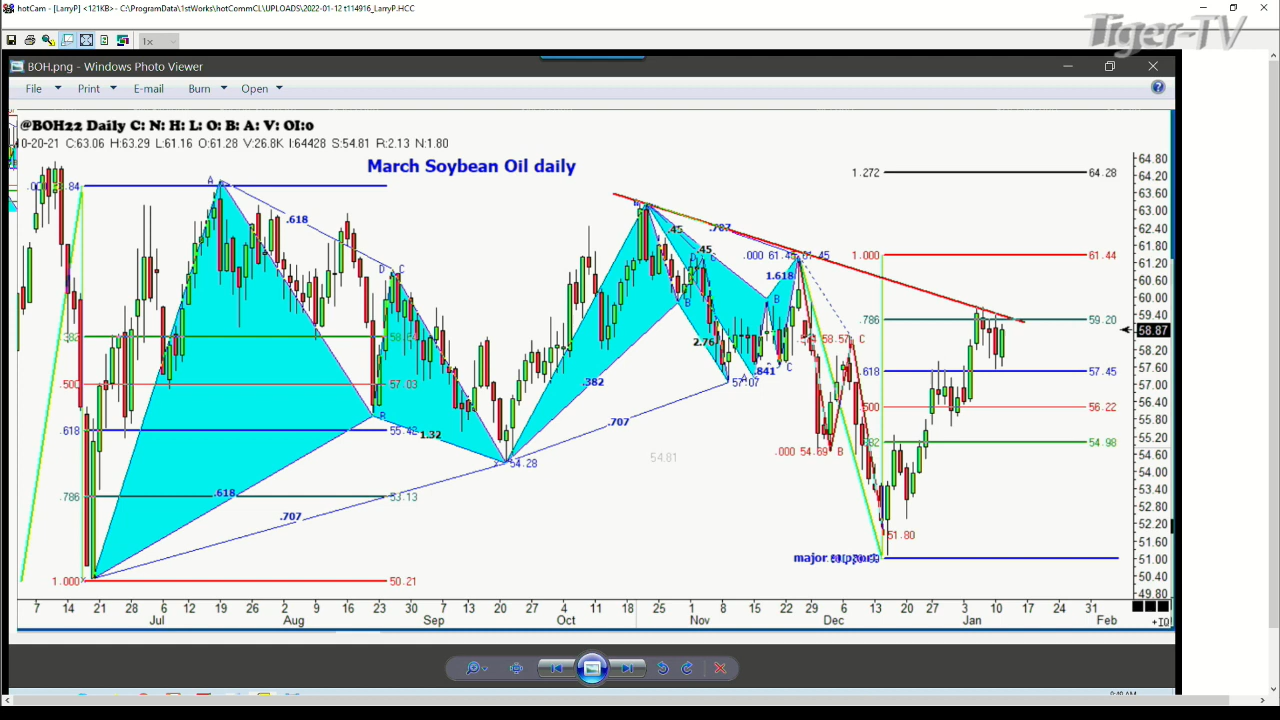 hotCam - [LarryP] <121KB>- C:\ProgramData\1stWorks\hotCommCL\UPLOADS\2022-01-12 t114916_LarryP.HCC
Tiger-TV
1x
BOH.png - Windows Photo Viewer
File Print E-mail Burn Open
@BOH22 Daily C: N: H: L: O: B: A: V: OI:0
0-20-21 C:63.06 H:63.29 L:61.16 O:61.28 V:26.8K I:64428 S:54.81 R:2.13 N:1.80
March Soybean Oil daily
64.80
1.272 64.28
64.20
A
63.60
.618
63.00
.45 .787
62.40
.45
61.80
1.000 61.44
1.618
61.20
D C
60.60
B
60.00
B
59.40
.786 59.20
58.87
C
2.76
58.20
.618 57.45
.841 C
57.60
.382
.500 57.03
57.07 A
57.00
.500 56.22
56.40
B
.707
55.80
.618 55.42
1.32
55.20
54.98
.000 54.69 B
54.81
54.60
54.28
54.00
.786 .618 53.13
53.40
.707
52.80
52.20
51.80
51.60
major support
51.00
1.000 50.21
50.40
49.80
7 14 21 28 6 12 19 26 2 9 16 23 30 7 13 20 27 4 11 18 25 1 8 15 22 29 6 13 20 27 3 10 17 24 31
Jul Aug Sep Oct Nov Dec Jan Feb